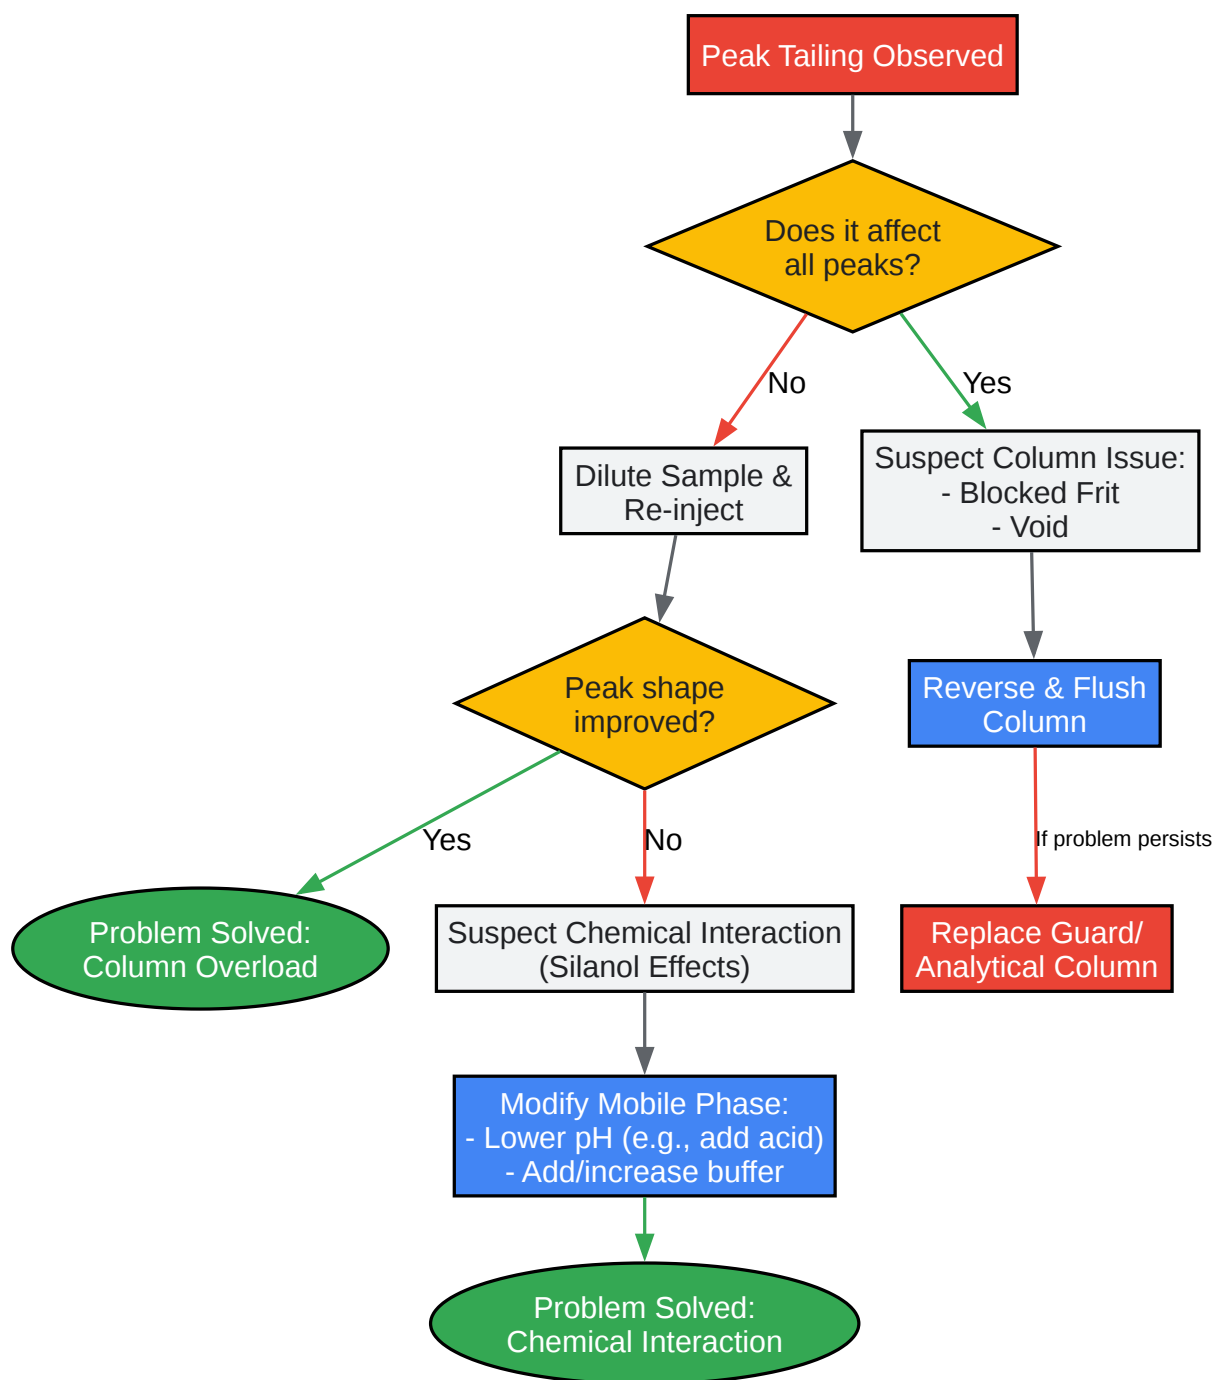 Peak Tailing Observed
Does it affect
all peaks?
No
Yes
Dilute Sample &
Re-inject
Suspect Column Issue:
- Blocked Frit
- Void
Peak shape
improved?
Reverse & Flush
Column
Yes
No
If problem persists
Problem Solved:
Column Overload
Suspect Chemical Interaction
(Silanol Effects)
Replace Guard/
Analytical Column
Modify Mobile Phase:
- Lower pH (e.g., add acid)
- Add/increase buffer
Problem Solved:
Chemical Interaction